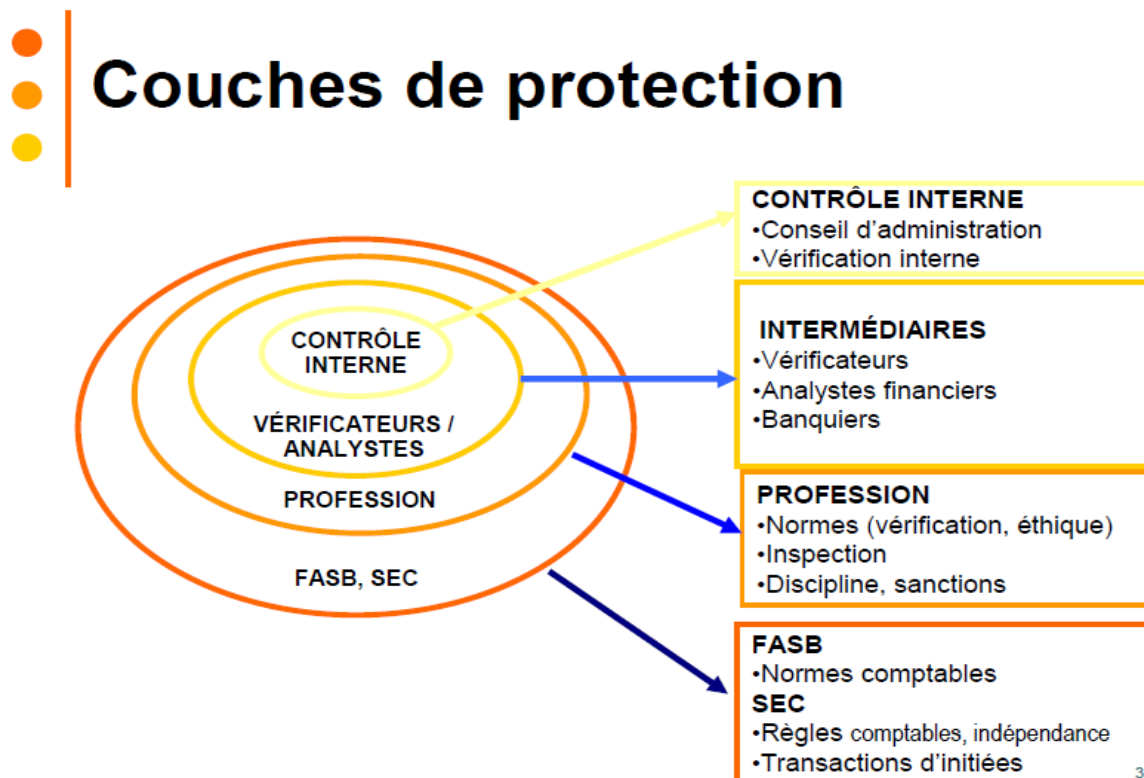 Couches de protection
CONTRÔLE
INTERNE
VÉRIFICATEURS /
ANALYSTES
PROFESSION
FASB, SEC
CONTRÔLE INTERNE
•Conseil d'administration
•Vérification interne
INTERMÉDIAIRES
•Vérificateurs
•Analystes financiers
•Banquiers
PROFESSION
•Normes (vérification, éthique)
•Inspection
•Discipline, sanctions
FASB
•Normes comptables
SEC
•Règles comptables, indépendance
•Transactions d'initiées
3